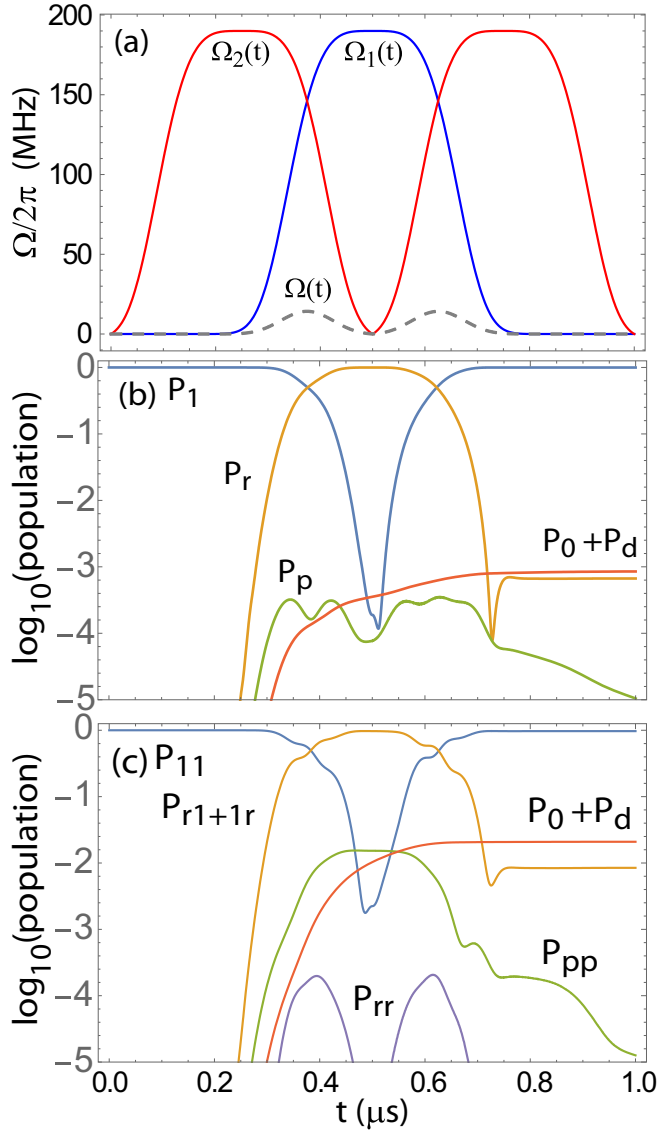 (a)
Ω₂(t)
Ω₁(t)
Ω(t)
Ω/2π (MHz)
200
150
100
50
0
(b) P₁
Pᵣ
Pₚ
P₀ +P_d
log₁₀(population)
0
−1
−2
−3
−4
−5
(c) P₁₁
Pᵣ₁₊₁ᵣ
P₀ +P_d
Pₚₚ
Pᵣᵣ
log₁₀(population)
0
−1
−2
−3
−4
−5
0.0 0.2 0.4 0.6 0.8 1.0
t (μs)